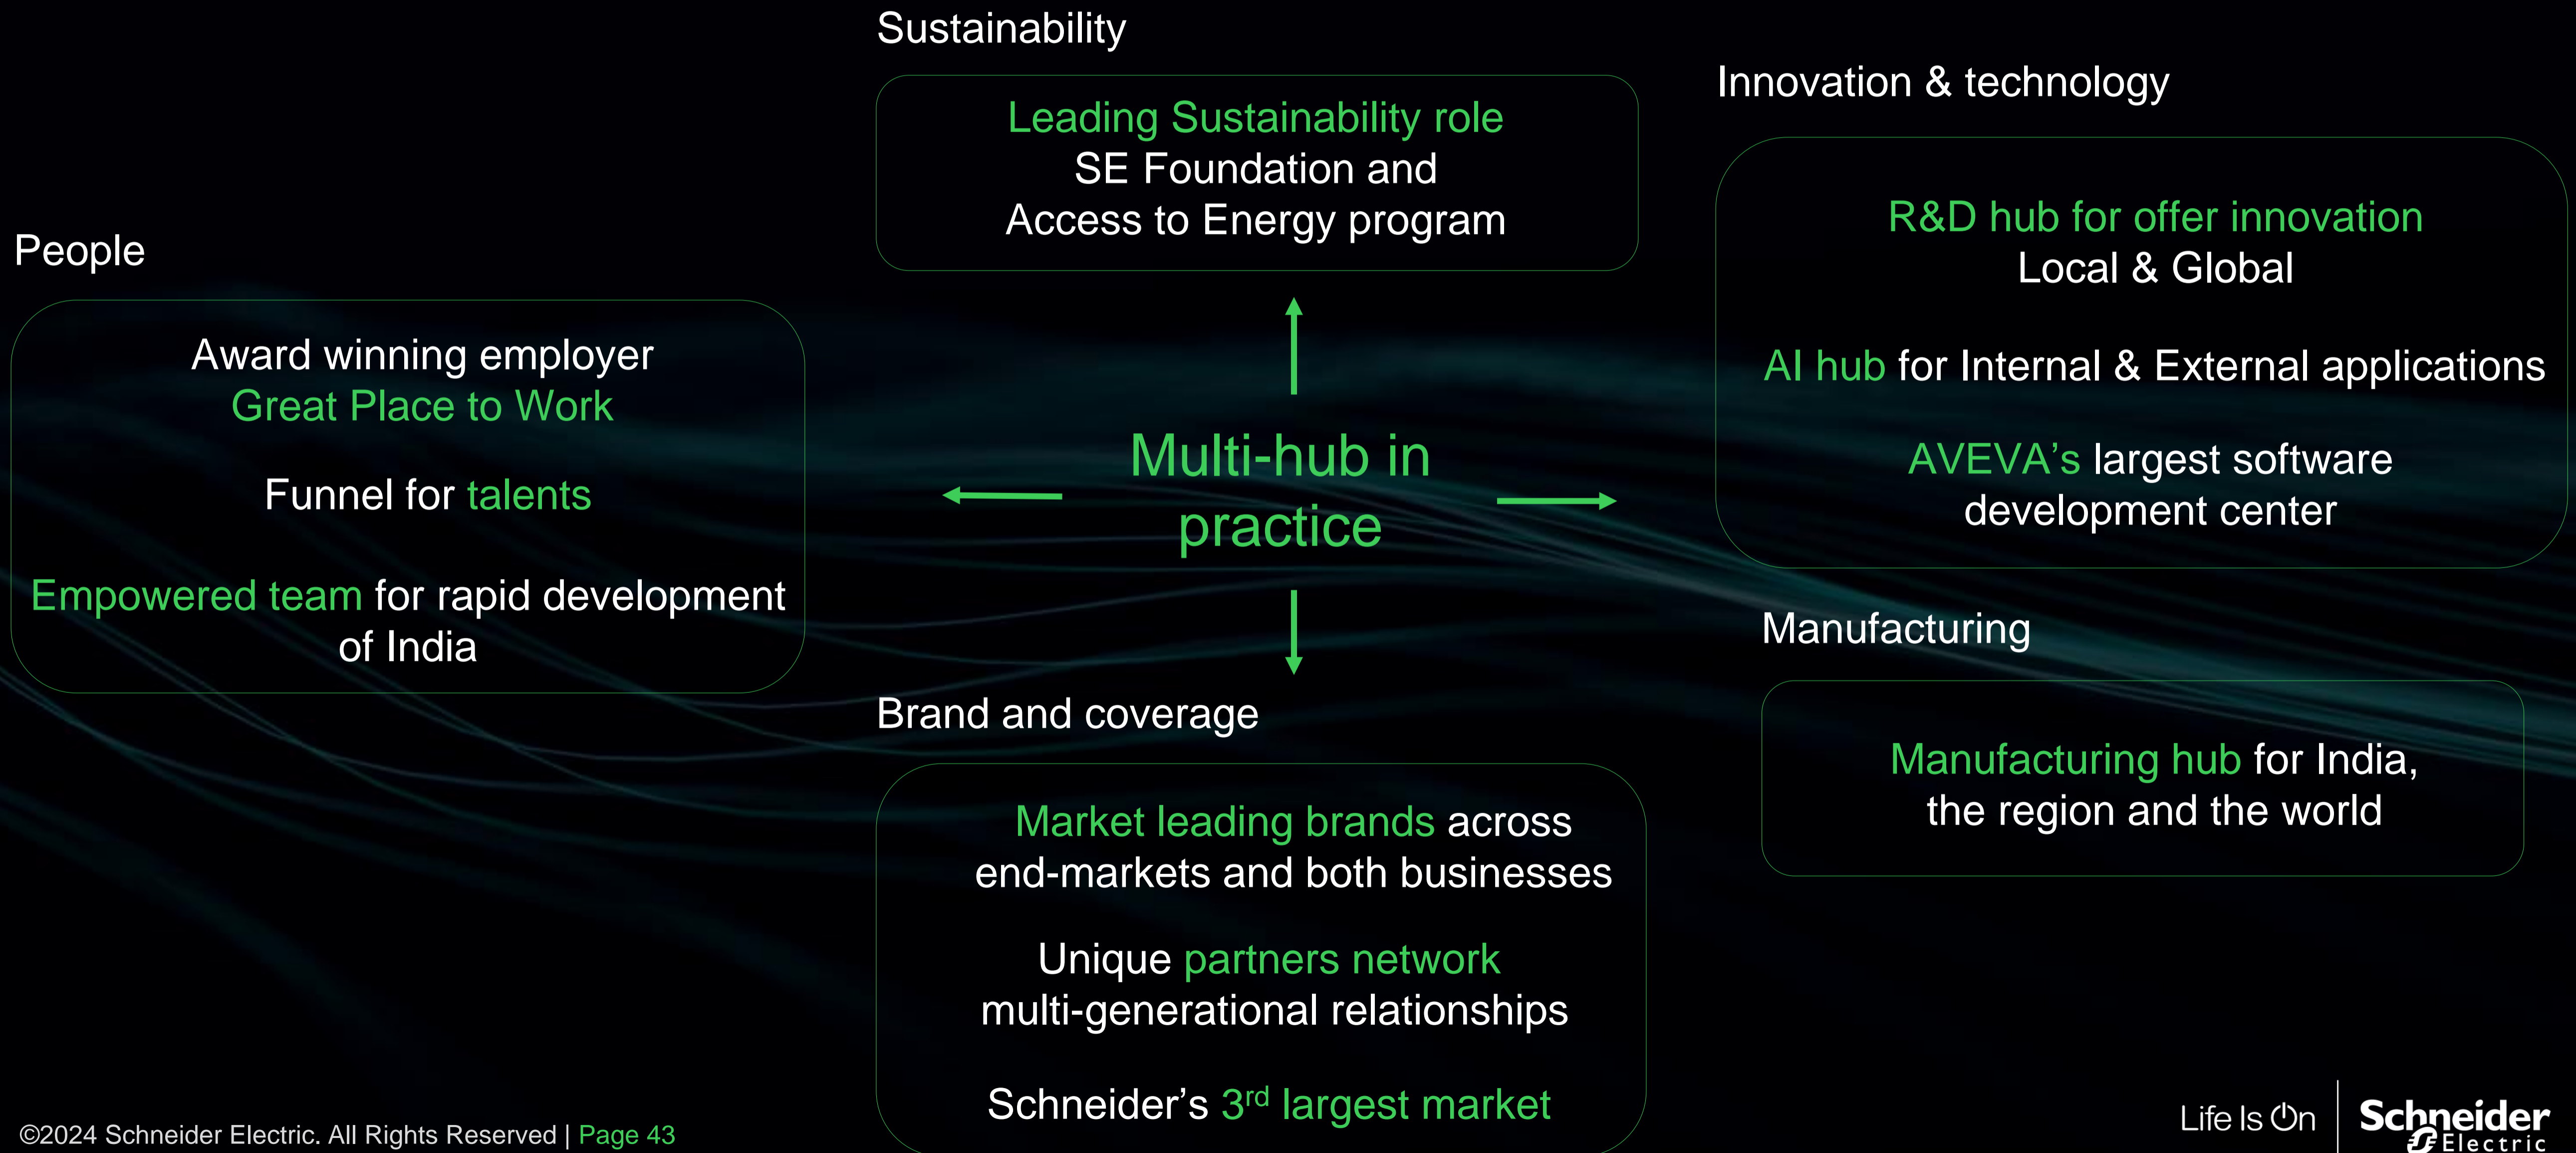 Sustainability
Leading Sustainability role
SE Foundation and
Access to Energy program
People
Award winning employer
Great Place to Work
Funnel for talents
Empowered team for rapid development
of India
Multi-hub in
practice
Innovation & technology
R&D hub for offer innovation
Local & Global
AI hub for Internal & External applications
AVEVA’s largest software
development center
Manufacturing
Manufacturing hub for India,
the region and the world
Brand and coverage
Market leading brands across
end-markets and both businesses
Unique partners network
multi-generational relationships
Schneider’s 3rd largest market
©2024 Schneider Electric. All Rights Reserved | Page 43
Life Is On
Schneider
Electric